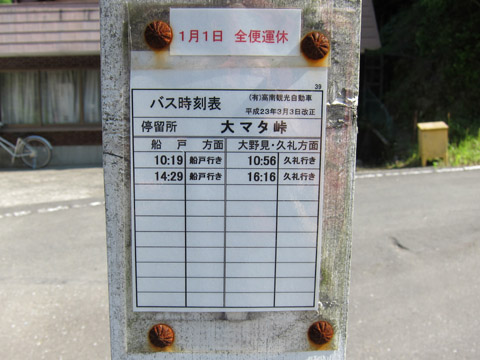 1月1日 全便運休
39
バス時刻表 (有)高南観光自動車
平成23年3月3日改正
停留所 大マタ峠
船戸方面 大野見・久礼方面
10:19 船戸行き 10:56 久礼行き
14:29 船戸行き 16:16 久礼行き